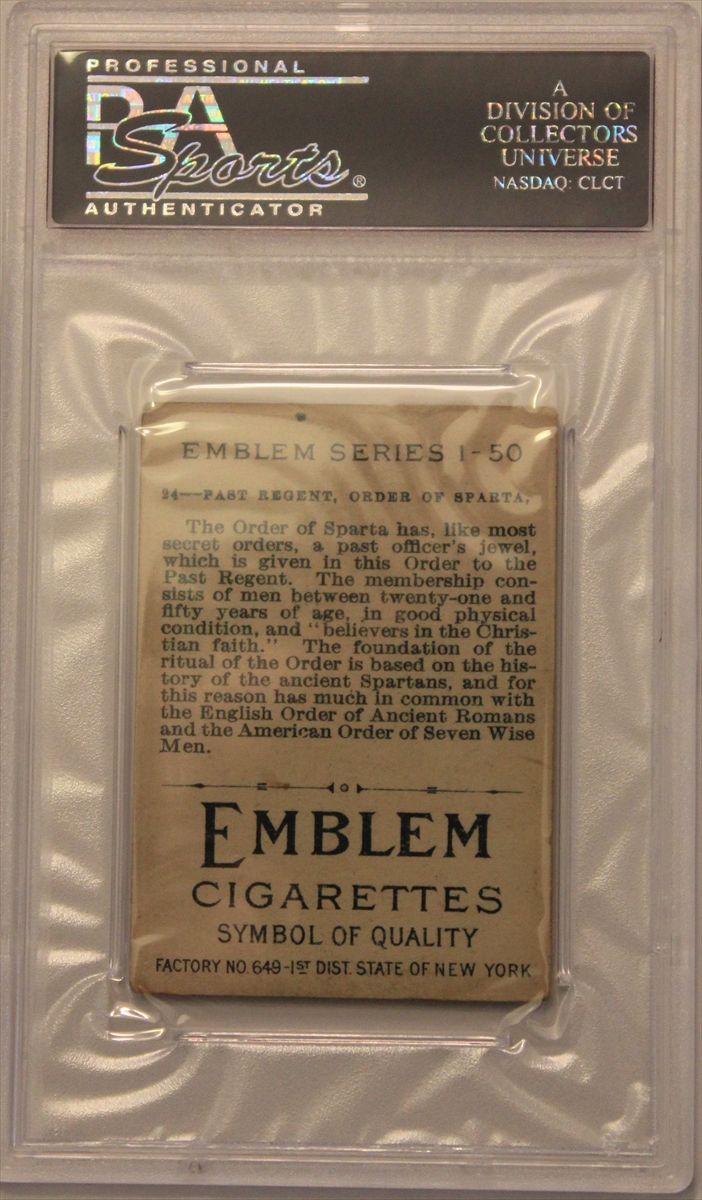 PROFESSIONAL
PSA
Sports®
AUTHENTICATOR
A
DIVISION OF
COLLECTORS
UNIVERSE
NASDAQ: CLCT
EMBLEM SERIES 1-50
24—PAST REGENT, ORDER OF SPARTA,
The Order of Sparta has, like most
secret orders, a past officer's jewel,
which is given in this Order to the
Past Regent. The membership con-
sists of men between twenty-one and
fifty years of age, in good physical
condition, and "believers in the Chris-
tian faith." The foundation of the
ritual of the Order is based on the his-
tory of the ancient Spartans, and for
this reason has much in common with
the English Order of Ancient Romans
and the American Order of Seven Wise
Men.
EMBLEM
CIGARETTES
SYMBOL OF QUALITY
FACTORY NO. 649-1ST DIST. STATE OF NEW YORK